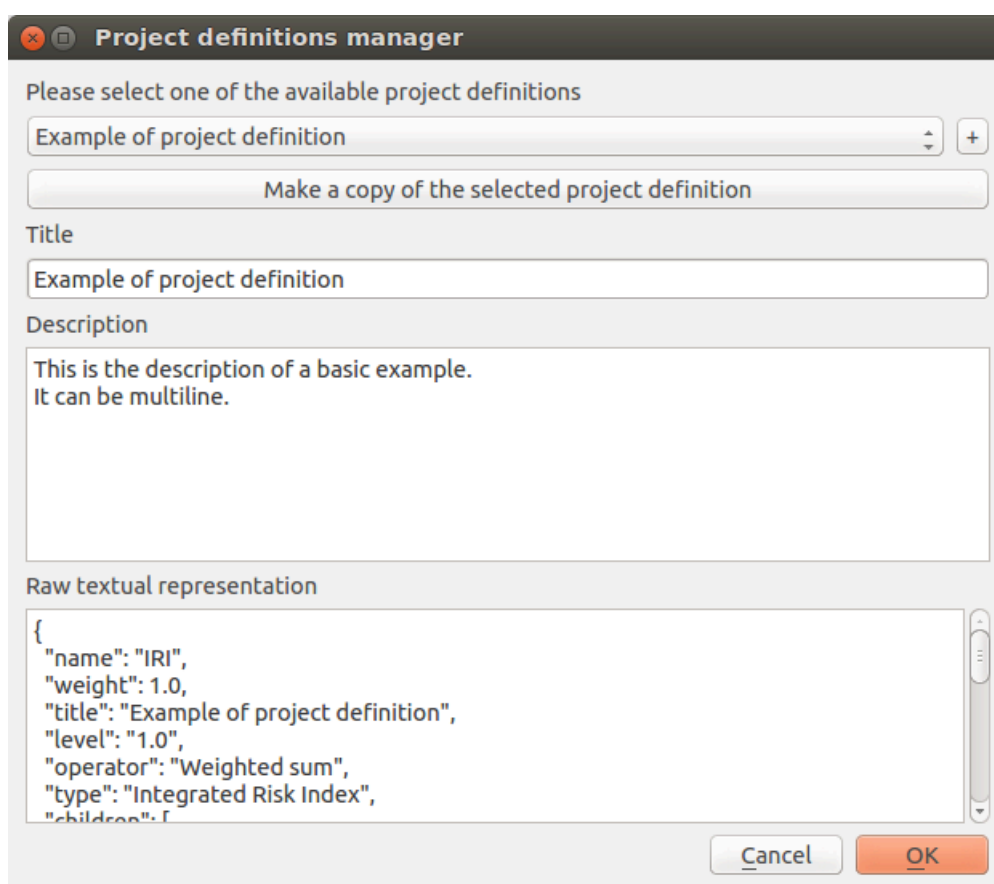 Project definitions manager
Please select one of the available project definitions
Example of project definition
+
Make a copy of the selected project definition
Title
Example of project definition
Description
This is the description of a basic example.
It can be multiline.
Raw textual representation
{
"name": "IRI",
"weight": 1.0,
"title": "Example of project definition",
"level": "1.0",
"operator": "Weighted sum",
"type": "Integrated Risk Index",
"children": [
Cancel
OK